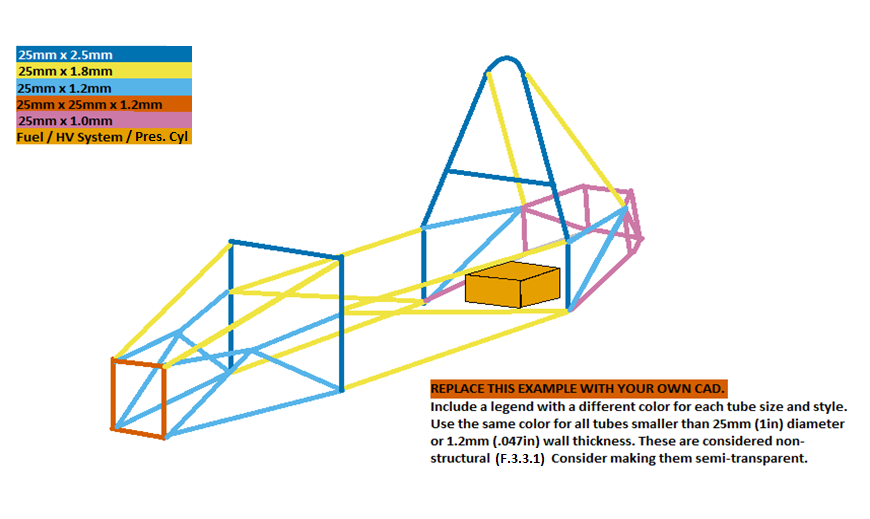 25mm x 2.5mm
25mm x 1.8mm
25mm x 1.2mm
25mm x 25mm x 1.2mm
25mm x 1.0mm
Fuel / HV System / Pres. Cyl
REPLACE THIS EXAMPLE WITH YOUR OWN CAD.
Include a legend with a different color for each tube size and style.
Use the same color for all tubes smaller than 25mm (1in) diameter
or 1.2mm (.047in) wall thickness. These are considered non-
structural (F.3.3.1) Consider making them semi-transparent.